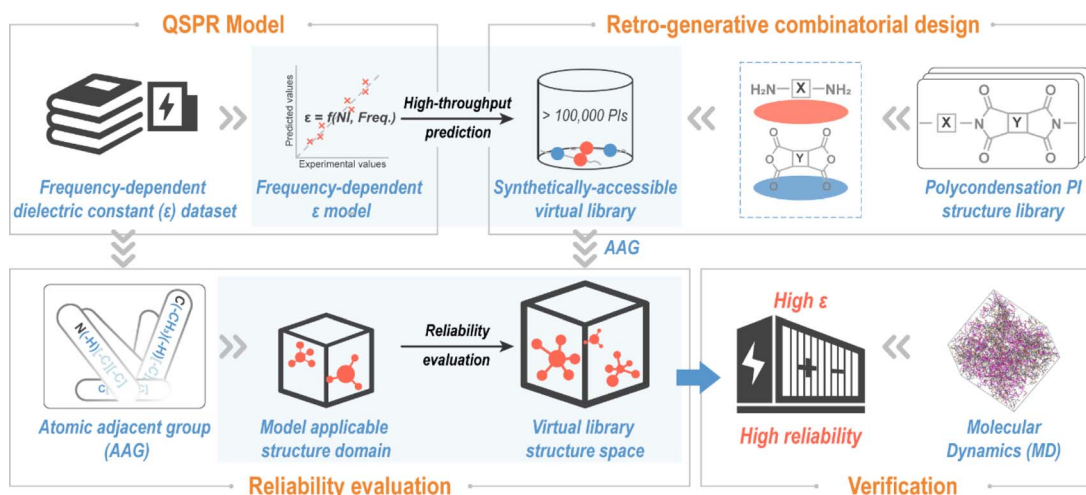 QSPR Model
Retro-generative combinatorial design
Predicted values
ε = f(NI, Freq.)
Experimental values
High-throughput
prediction
> 100,000 PIs
H₂N
X
NH₂
O
O
O
Y
O
O
O
X
N
O
O
Y
O
O
N
Frequency-dependent
dielectric constant (ε) dataset
Frequency-dependent
ε model
Synthetically-accessible
virtual library
Polycondensation PI
structure library
AAG
N(-H)[-C][-C]
C(-CH₃)(-H)[-C]
Reliability
evaluation
High ε
High reliability
Atomic adjacent group
(AAG)
Model applicable
structure domain
Virtual library
structure space
Molecular
Dynamics (MD)
Reliability evaluation
Verification